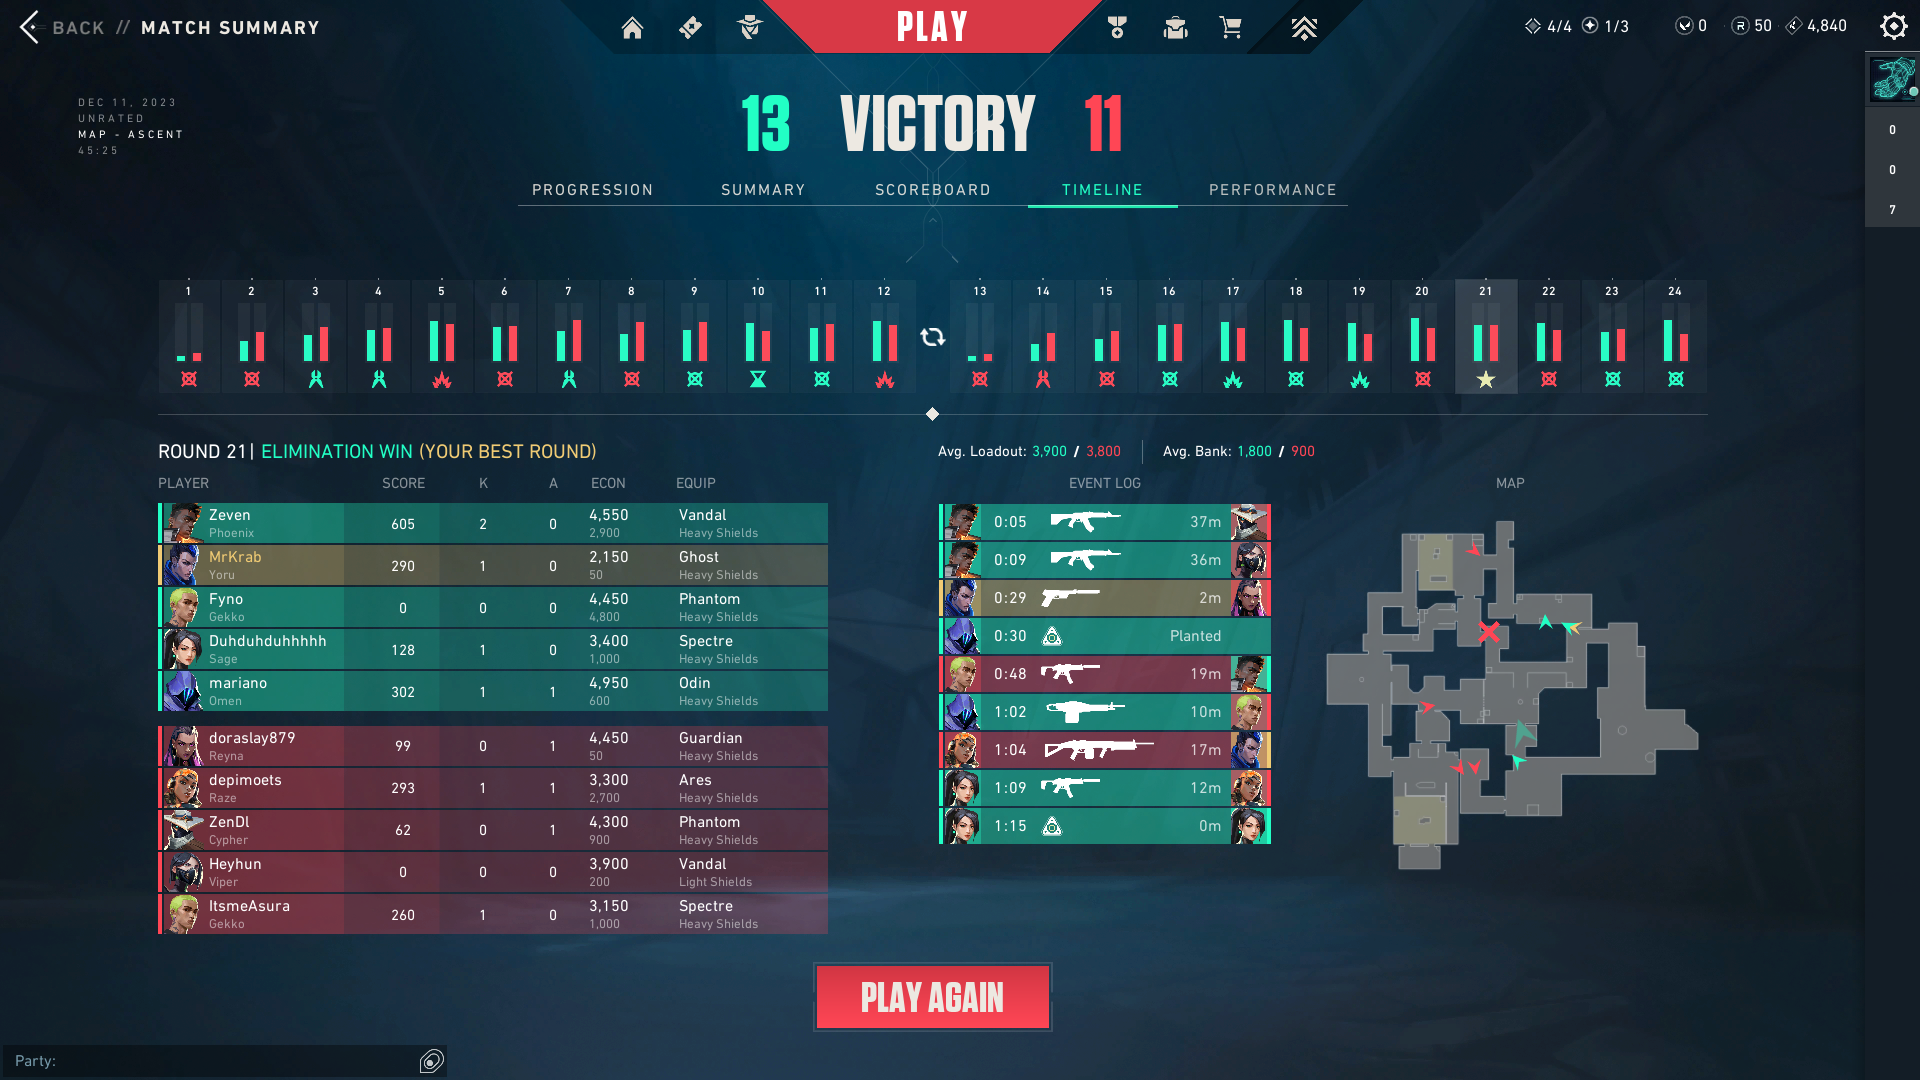 BACK // MATCH SUMMARY
PLAY
4/4 1/3 0 R 50 4,840
DEC 11, 2023
UNRATED
MAP - ASCENT
45:25
13 VICTORY 11
0
0
7
PROGRESSION SUMMARY SCOREBOARD TIMELINE PERFORMANCE
1 2 3 4 5 6 7 8 9 10 11 12 13 14 15 16 17 18 19 20 21 22 23 24
ROUND 21| ELIMINATION WIN (YOUR BEST ROUND)
PLAYER SCORE K A ECON EQUIP
Zeven 605 2 0 4,550 Vandal
Phoenix 2,900 Heavy Shields
MrKrab 290 1 0 2,150 Ghost
Yoru 50 Heavy Shields
Fyno 0 0 0 4,450 Phantom
Gekko 4,800 Heavy Shields
Duhduhduhhhhh 128 1 0 3,400 Spectre
Sage 1,000 Heavy Shields
mariano 302 1 1 4,950 Odin
Omen 600 Heavy Shields
doraslay879 99 0 1 4,450 Guardian
Reyna 50 Heavy Shields
depimoets 293 1 1 3,300 Ares
Raze 2,700 Heavy Shields
ZenDl 62 0 1 4,300 Phantom
Cypher 900 Heavy Shields
Heyhun 0 0 0 3,900 Vandal
Viper 200 Light Shields
ItsmeAsura 260 1 0 3,150 Spectre
Gekko 1,000 Heavy Shields
Avg. Loadout: 3,900 / 3,800 Avg. Bank: 1,800 / 900
EVENT LOG
0:05 37m
0:09 36m
0:29 2m
0:30 Planted
0:48 19m
1:02 10m
1:04 17m
1:09 12m
1:15 0m
MAP
PLAY AGAIN
Party: